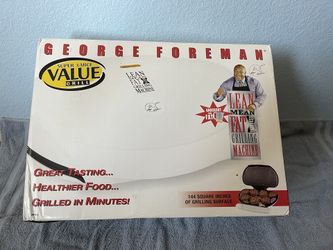 GEORGE FOREMAN
SUPER LARGE
VALUE
GRILL
LEAN
MEAN
FAT
GRILLING
MACHINE
LEAN
MEAN
FAT
GRILLING
MACHINE
GREAT TASTING...
HEALTHIER FOOD...
GRILLED IN MINUTES!
144 SQUARE INCHES
OF GRILLING SURFACE